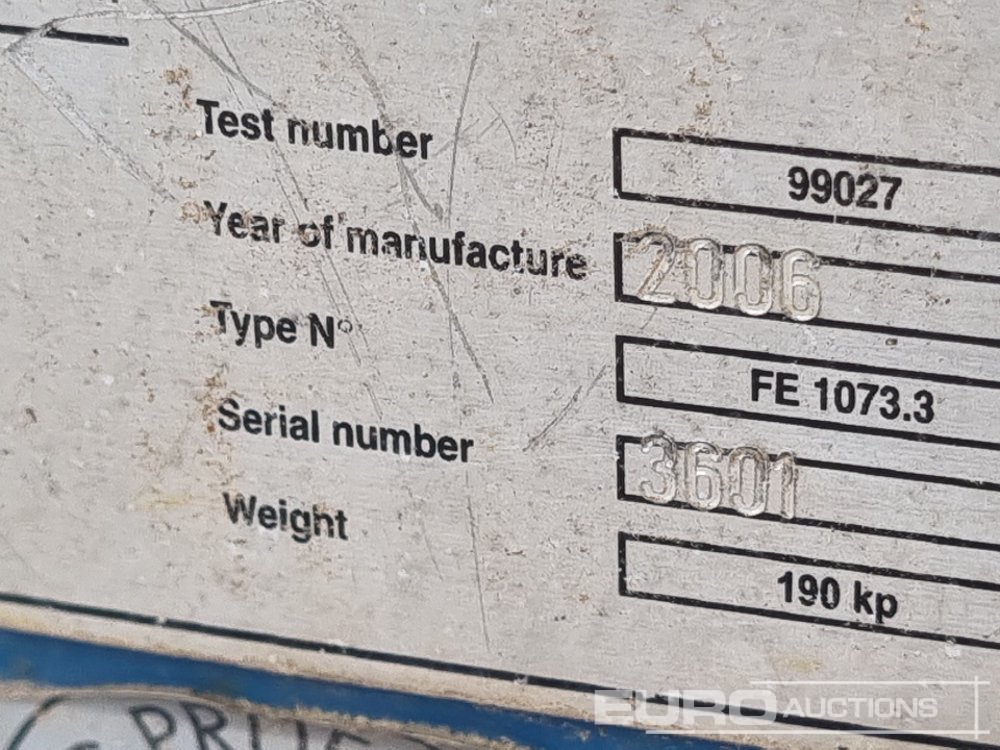 Test number 99027
Year of manufacture 2006
Type N° FE 1073.3
Serial number 3601
Weight 190 kp
EURO AUCTIONS